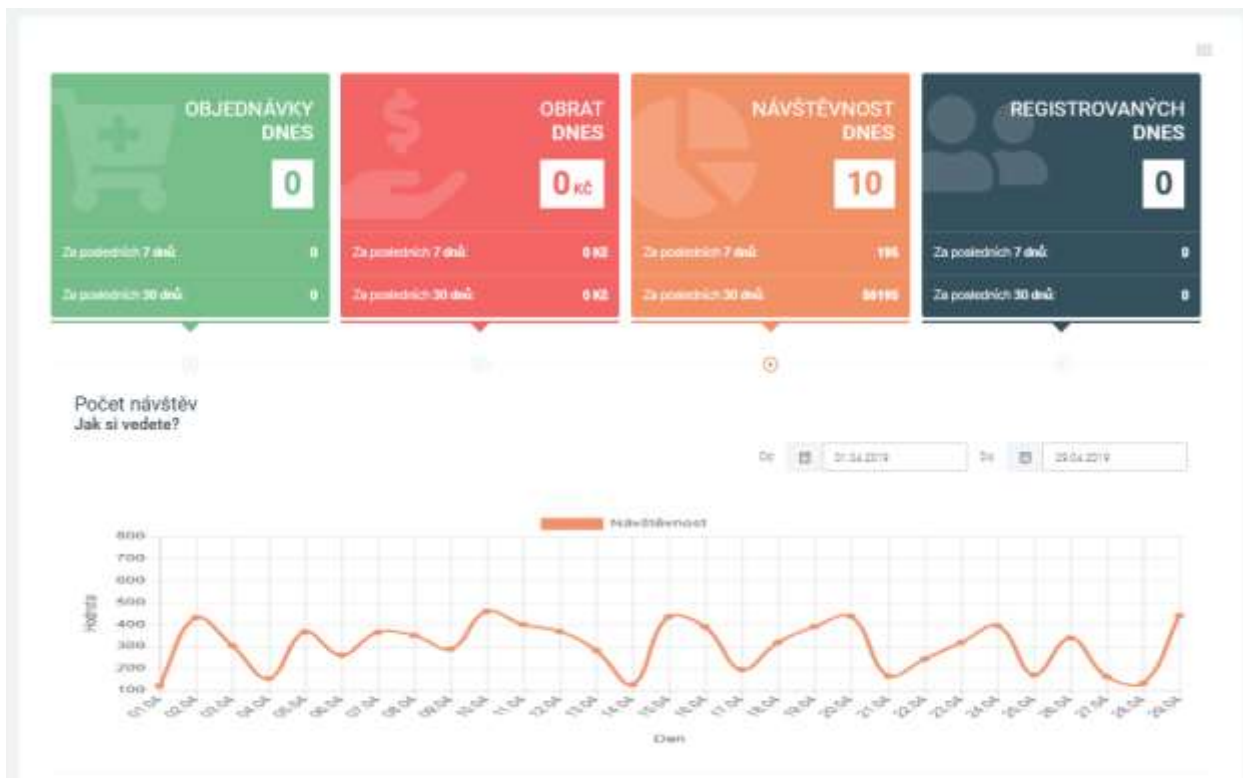 OBJEDNÁVKY
DNES
0
Za posledních 7 dnů: 0
Za posledních 30 dnů: 0
OBRAT
DNES
0 KČ
Za posledních 7 dnů: 0 Kč
Za posledních 30 dnů: 0 Kč
NÁVŠTĚVNOST
DNES
10
Za posledních 7 dnů:
Za posledních 30 dnů:
REGISTROVANÝCH
DNES
0
Za posledních 7 dnů: 0
Za posledních 30 dnů: 0
Počet návštěv
Jak si vedete?
01.04.2019 Do 29.04.2019
Návštěvnost
800
700
600
500
400
300
200
100
Hodnota
01.04. 02.04. 03.04. 04.04. 05.04. 06.04. 07.04. 08.04. 09.04. 10.04. 11.04. 12.04. 13.04. 14.04. 15.04. 16.04. 17.04. 18.04. 19.04. 20.04. 21.04. 22.04. 23.04. 24.04. 25.04. 26.04. 27.04. 28.04. 29.04.
Den